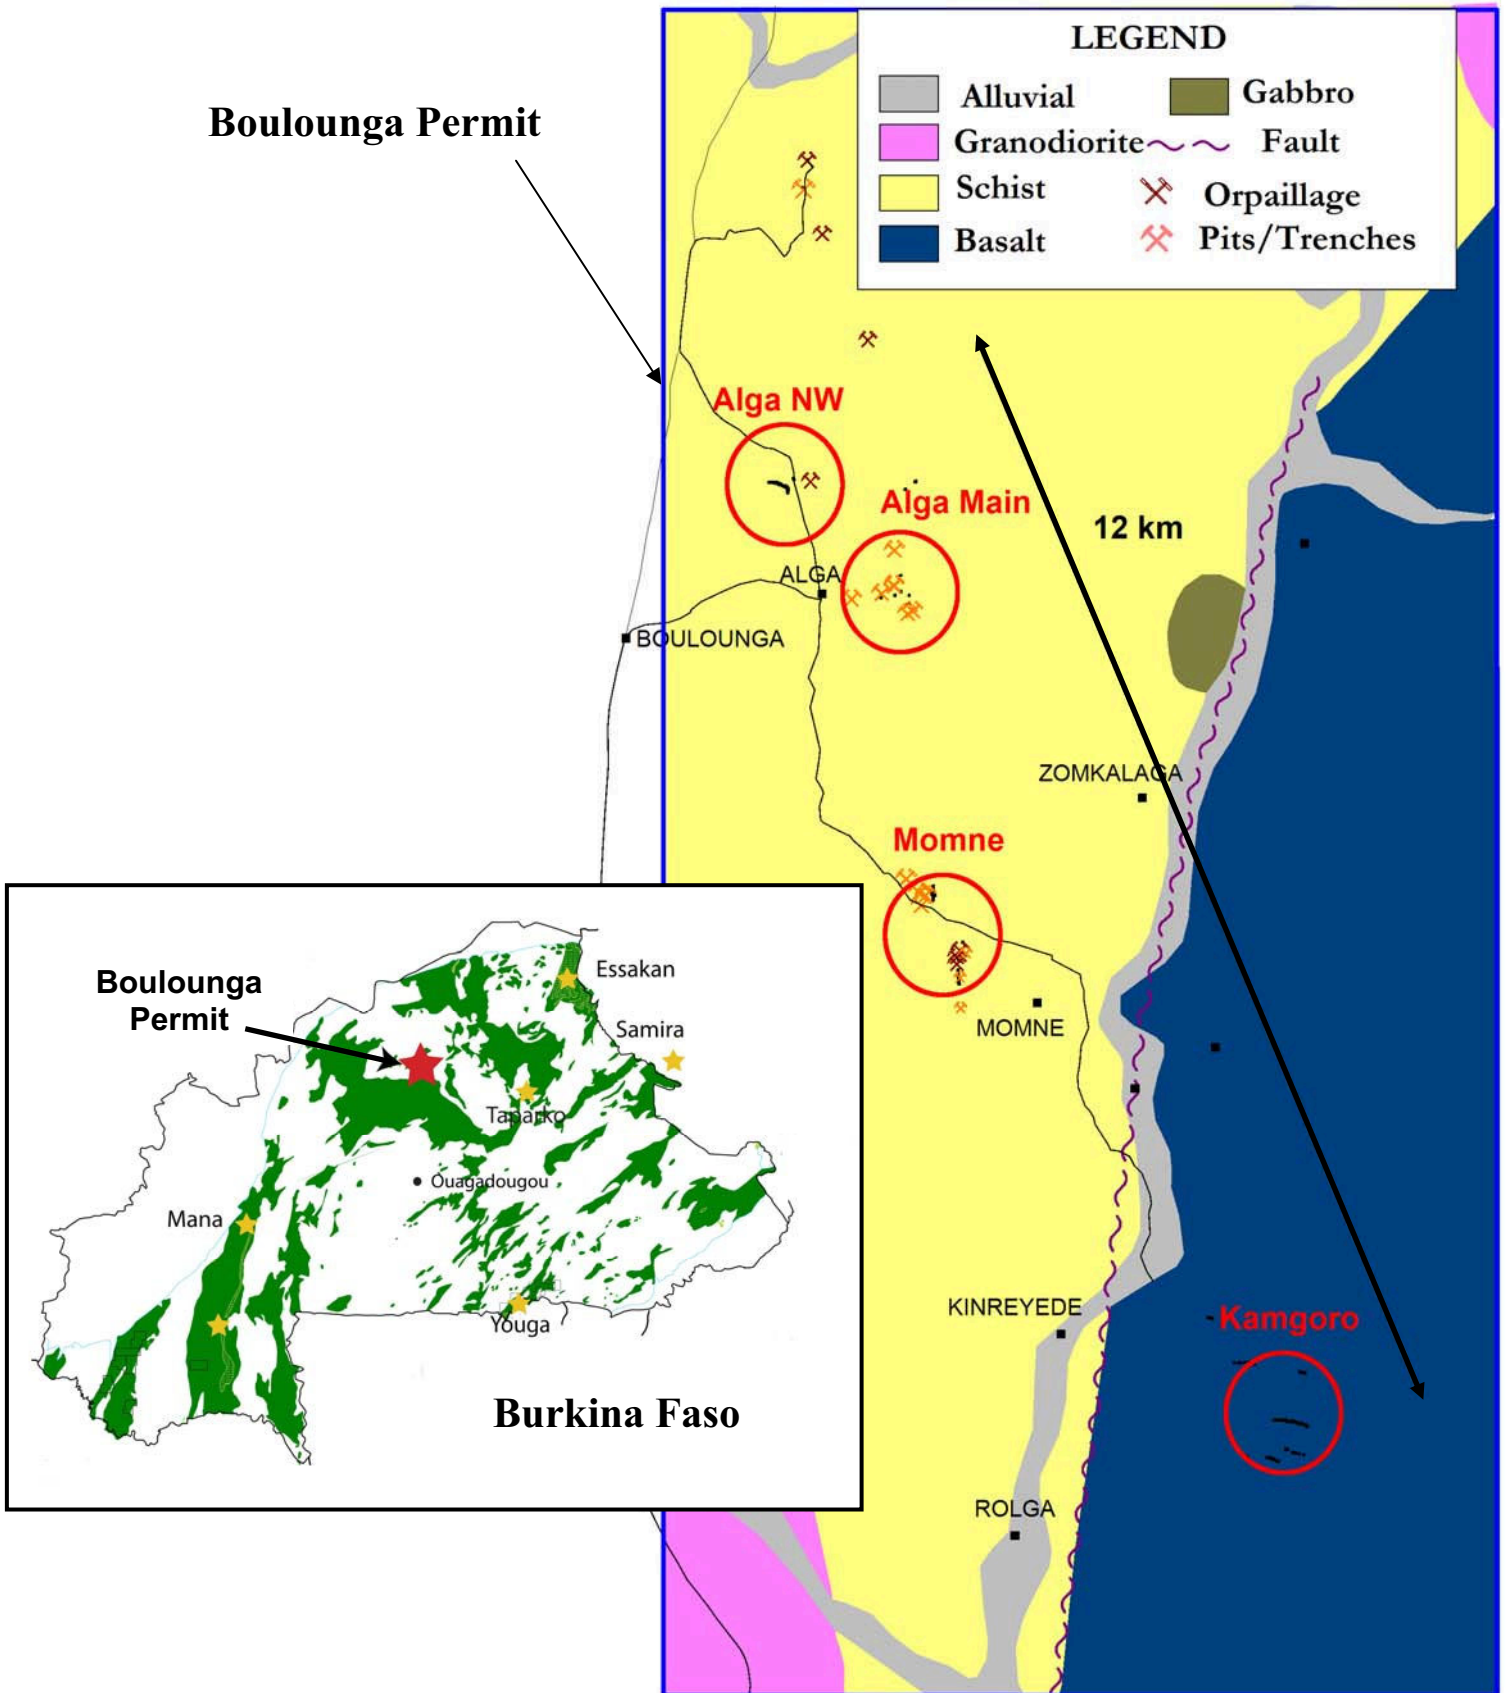 LEGEND
Alluvial
Gabbro
Granodiorite
Fault
Schist
Orpaillage
Basalt
Pits/Trenches
Boulounga Permit
Alga NW
Alga Main
12 km
ALGA
BOULOUNGA
ZOMKALAGA
Momne
MOMNE
KINREYEDE
Kamgoro
ROLGA
Boulounga
Permit
Essakan
Samira
Taparko
Ouagadougou
Mana
Youga
Burkina Faso